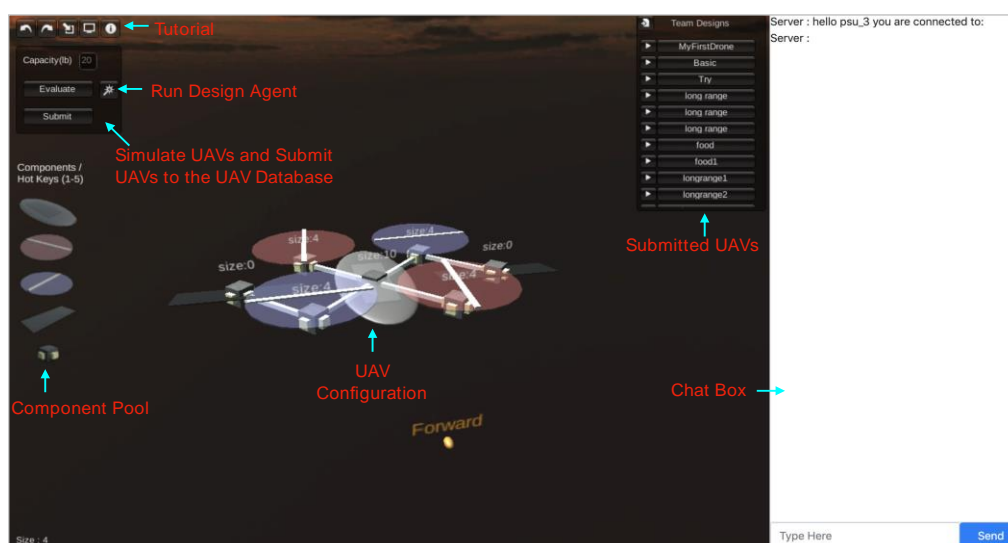 Tutorial
Capacity(lb) 20
Evaluate
Run Design Agent
Submit
Simulate UAVs and Submit
UAVs to the UAV Database
Components /
Hot Keys (1-5)
Component Pool
size:4
size:4
size:0
size:10
size:0
size:4
size:4
UAV
Configuration
Forward
Size : 4
Team Designs
MyFirstDrone
Basic
Try
long range
long range
long range
food
food1
longrange1
longrange2
Submitted UAVs
Chat Box
Server : hello psu_3 you are connected to:
Server :
Type Here
Send